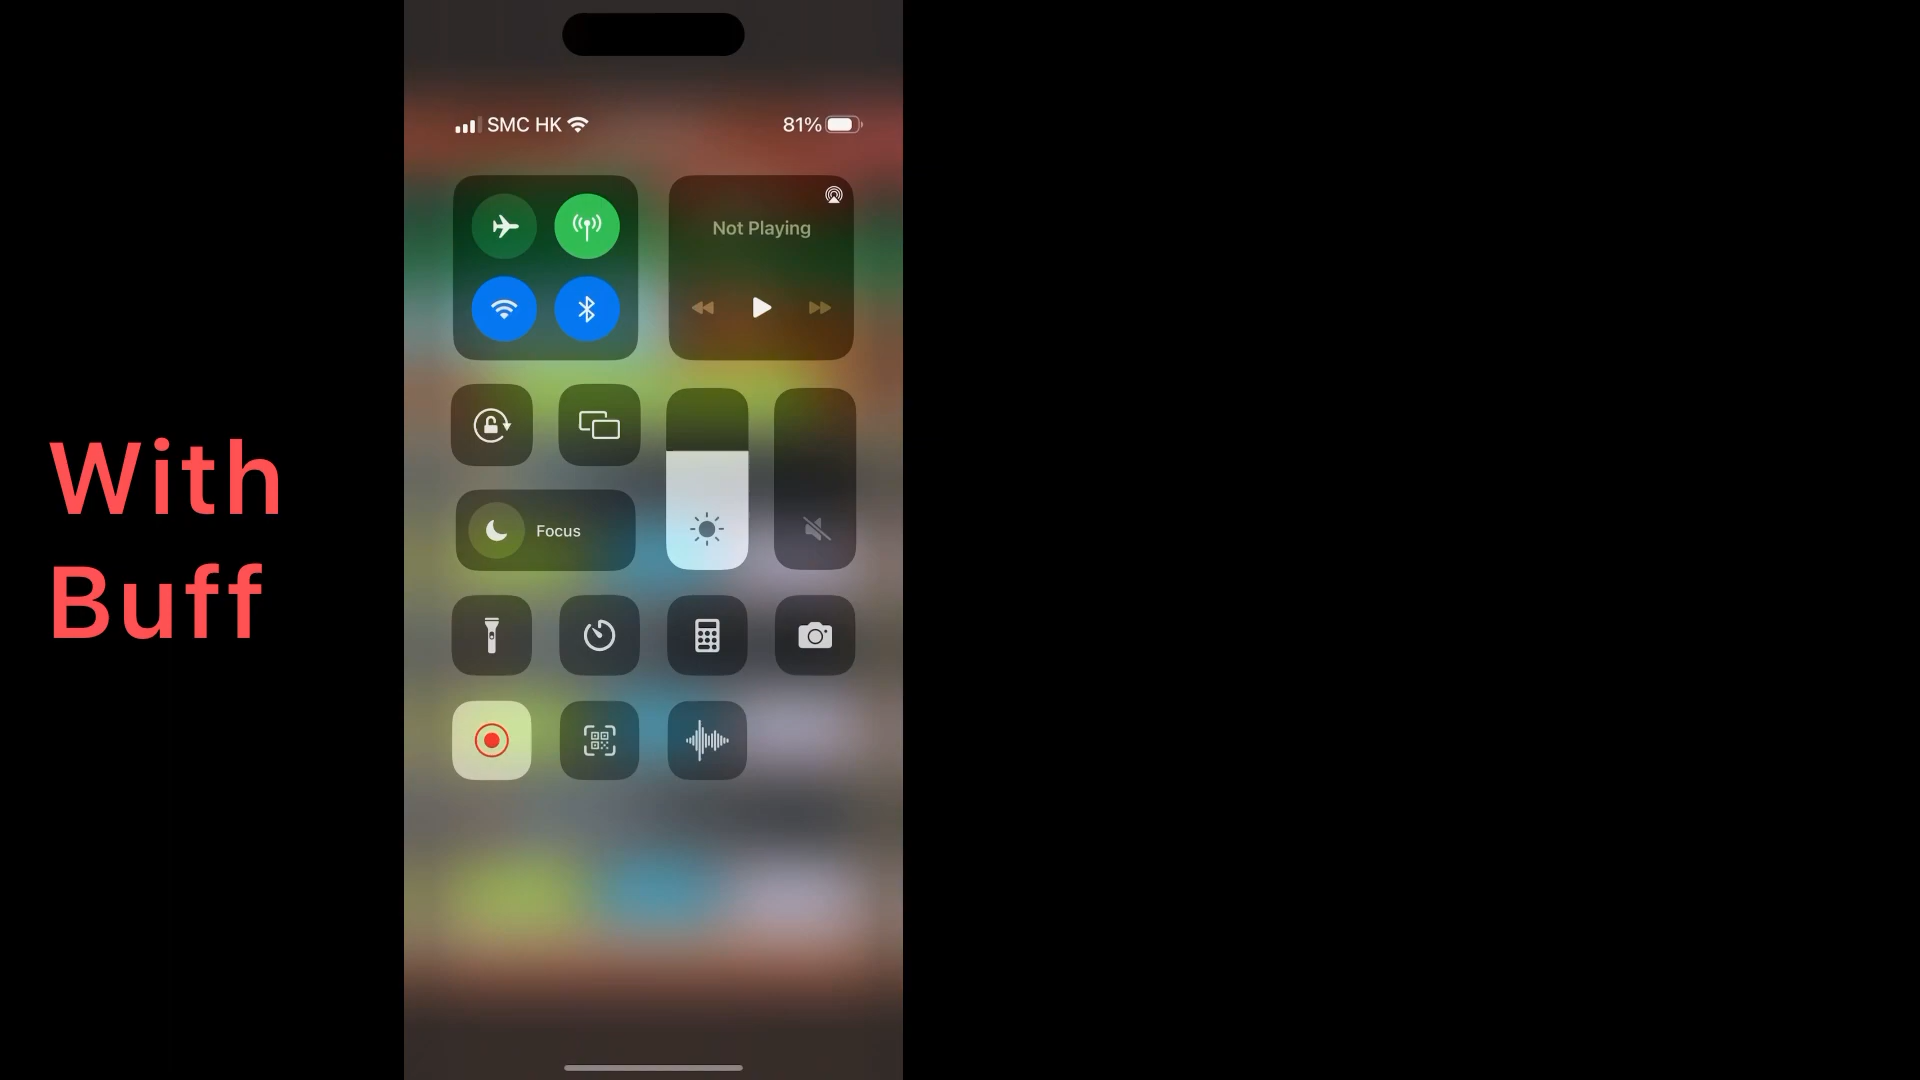 SMC HK
81%
Not Playing
Focus
With
Buff